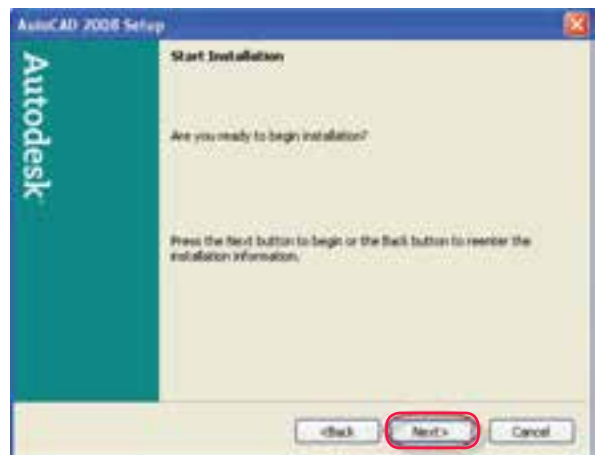 AutoCAD 2008 Setup
Autodesk
Start Installation
Are you ready to begin installation?
Press the Next button to begin or the Back button to reenter the
installation information.
<Back
Next>
Cancel